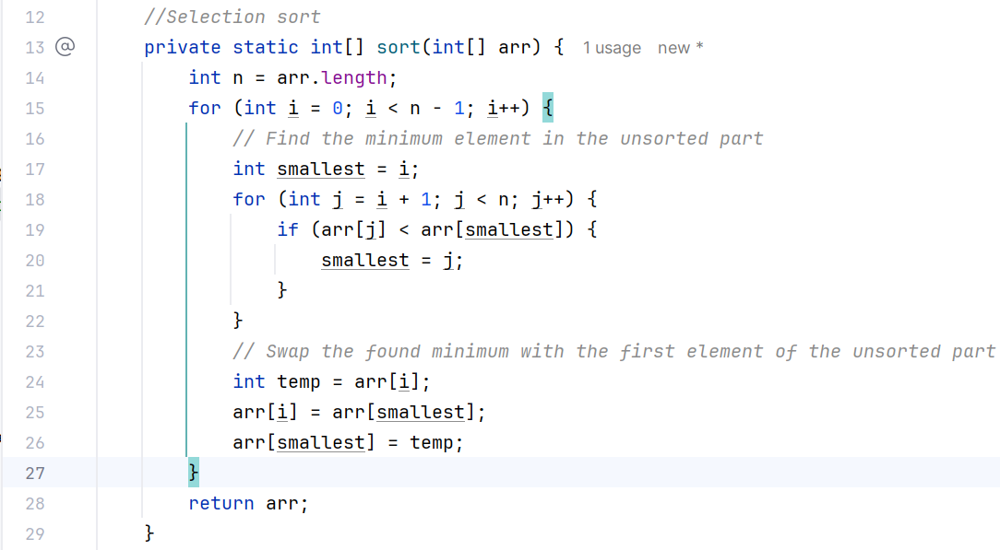 12 //Selection sort
13 @ private static int[] sort(int[] arr) { 1 usage new *
14 int n = arr.length;
15 for (int i = 0; i < n - 1; i++) {
16 // Find the minimum element in the unsorted part
17 int smallest = i;
18 for (int j = i + 1; j < n; j++) {
19 if (arr[j] < arr[smallest]) {
20 smallest = j;
21 }
22 }
23 // Swap the found minimum with the first element of the unsorted part
24 int temp = arr[i];
25 arr[i] = arr[smallest];
26 arr[smallest] = temp;
27 }
28 return arr;
29 }